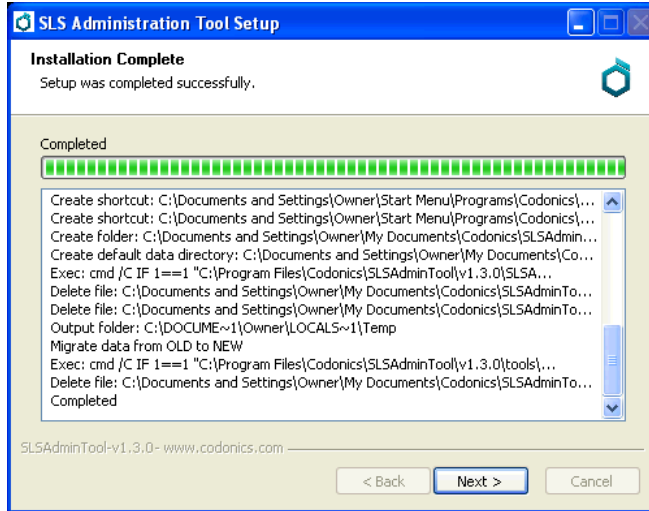 SLS Administration Tool Setup
Installation Complete
Setup was completed successfully.
Completed
Create shortcut: C:\Documents and Settings\Owner\Start Menu\Programs\Codonics\...
Create shortcut: C:\Documents and Settings\Owner\Start Menu\Programs\Codonics\...
Create folder: C:\Documents and Settings\Owner\My Documents\Codonics\SLSAdmin...
Create default data directory: C:\Documents and Settings\Owner\My Documents\Co...
Exec: cmd /C IF 1==1 "C:\Program Files\Codonics\SLSAdminTool\v1.3.0\SLSA...
Delete file: C:\Documents and Settings\Owner\My Documents\Codonics\SLSAdminTo...
Delete file: C:\Documents and Settings\Owner\My Documents\Codonics\SLSAdminTo...
Output folder: C:\DOCUME~1\Owner\LOCALS~1\Temp
Migrate data from OLD to NEW
Exec: cmd /C IF 1==1 "C:\Program Files\Codonics\SLSAdminTool\v1.3.0\tools\...
Delete file: C:\Documents and Settings\Owner\My Documents\Codonics\SLSAdminTo...
Completed
SLSAdminTool-v1.3.0- www.codonics.com
< Back Next > Cancel